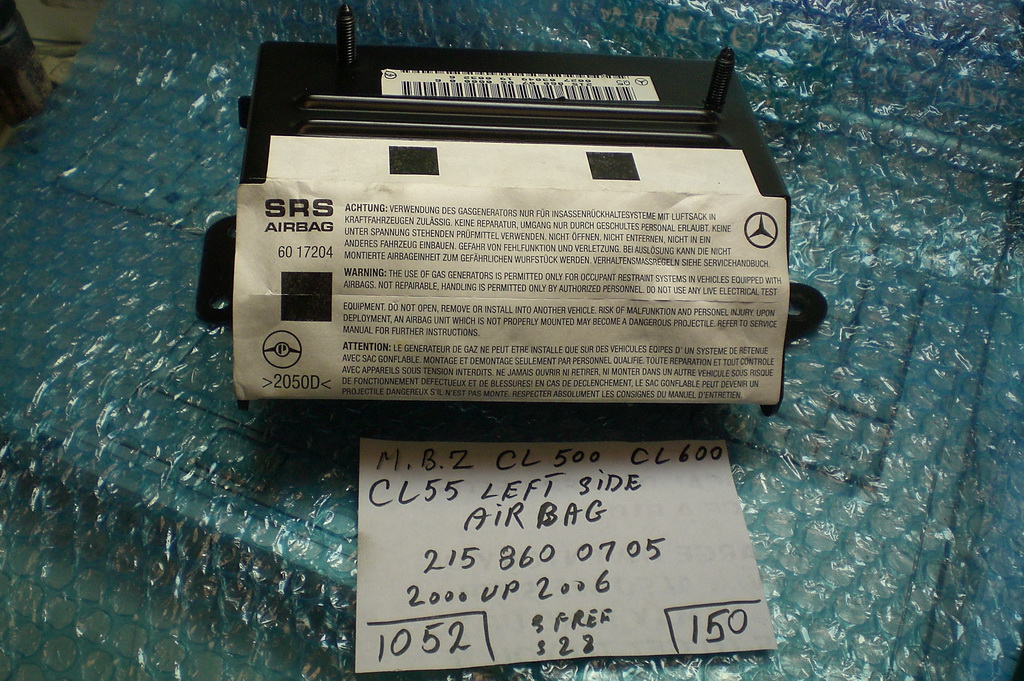 SRS
AIRBAG
60 17204
>2050D<
ACHTUNG: VERWENDUNG DES GASGENERATORS NUR FÜR INSASSENRÜCKHALTESYSTEME MIT LUFTSACK IN
KRAFTFAHRZEUGEN ZULÄSSIG. KEINE REPARATUR, UMGANG NUR DURCH GESCHULTES PERSONAL ERLAUBT. KEINE
UNTER SPANNUNG STEHENDEN PRÜFMITTEL VERWENDEN, NICHT ÖFFNEN, NICHT ENTFERNEN, NICHT IN EIN
ANDERES FAHRZEUG EINBAUEN. GEFAHR VON FEHLFUNKTION UND VERLETZUNG. BEI AUSLÖSUNG KANN DIE NICHT
MONTIERTE AIRBAGEINHEIT ZUM GEFÄHRLICHEN WURFSTÜCK WERDEN. VERHALTENSMASSREGELN SIEHE SERVICEHANDBUCH.
WARNING: THE USE OF GAS GENERATORS IS PERMITTED ONLY FOR OCCUPANT RESTRAINT SYSTEMS IN VEHICLES EQUIPPED WITH
AIRBAGS. NOT REPAIRABLE, HANDLING IS PERMITTED ONLY BY AUTHORIZED PERSONNEL. DO NOT USE ANY LIVE ELECTRICAL TEST
EQUIPMENT. DO NOT OPEN, REMOVE OR INSTALL INTO ANOTHER VEHICLE. RISK OF MALFUNCTION AND PERSONEL INJURY. UPON
DEPLOYMENT, AN AIRBAG UNIT WHICH IS NOT PROPERLY MOUNTED MAY BECOME A DANGEROUS PROJECTILE. REFER TO SERVICE
MANUAL FOR FURTHER INSTRUCTIONS.
ATTENTION: LE GENERATEUR DE GAZ NE PEUT ETRE INSTALLE QUE SUR DES VEHICULES EQIPES D' UN SYSTEME DE RETENUE
AVEC SAC GONFLABLE. MONTAGE ET DEMONTAGE SEULEMENT PAR PERSONNEL QUALIFIE. TOUTE REPARATION ET TOUT CONTROLE
AVEC APPAREILS SOUS TENSION INTERDITS. NE JAMAIS OUVRIR NI RETIRER, NI MONTER DANS UN AUTRE VEHICULE SOUS RISQUE
DE FONCTIONNEMENT DEFECTUEUX ET DE BLESSURES! EN CAS DE DECLENCHEMENT, LE SAC GONFLABLE PEUT DEVENIR UN
PROJECTILE DANGEREUX S'IL N'EST PAS MONTE. RESPECTER ABSOLUMENT LES CONSIGNES DU MANUEL D'ENTRETIEN.
M.B.Z CL500 CL600
CL55 LEFT SIDE
AIR BAG
215 860 0705
2000 UP 2006
1052
S FREE
S 28
150